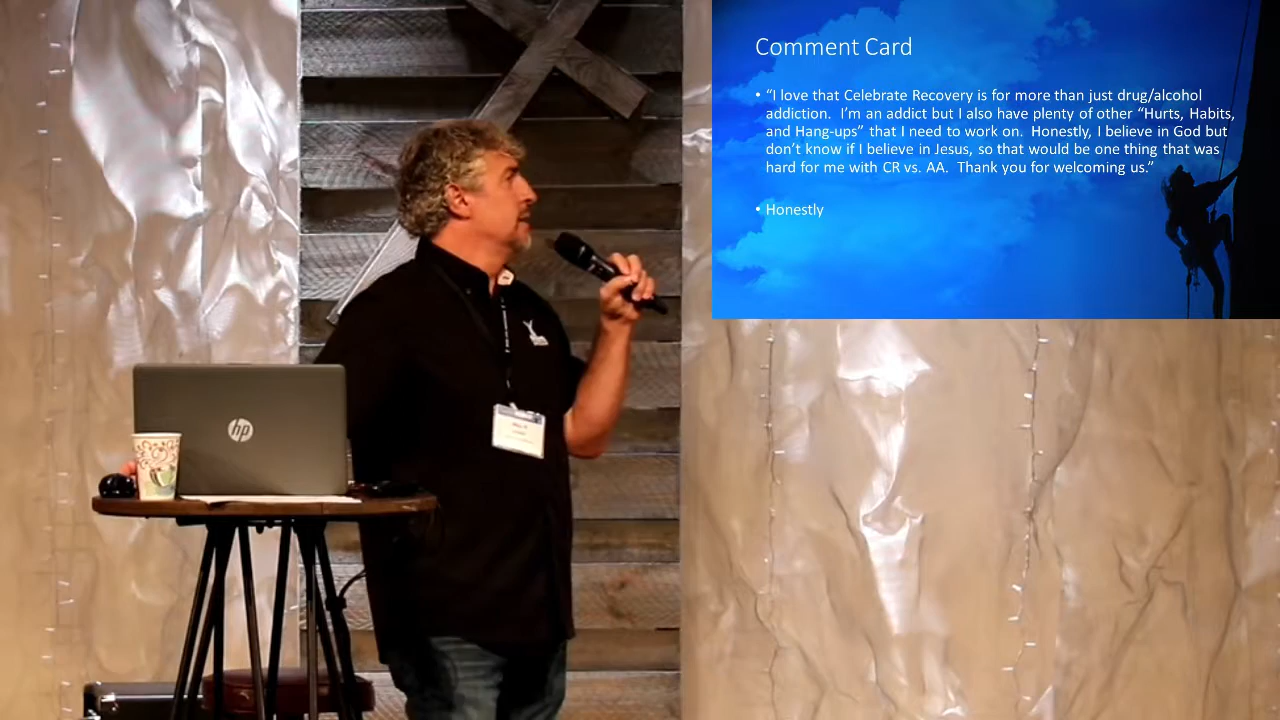 Comment Card
• “I love that Celebrate Recovery is for more than just drug/alcohol
addiction.  I’m an addict but I also have plenty of other “Hurts, Habits,
and Hang-ups” that I need to work on.  Honestly, I believe in God but
don’t know if I believe in Jesus, so that would be one thing that was
hard for me with CR vs. AA.  Thank you for welcoming us.”
• Honestly
hp